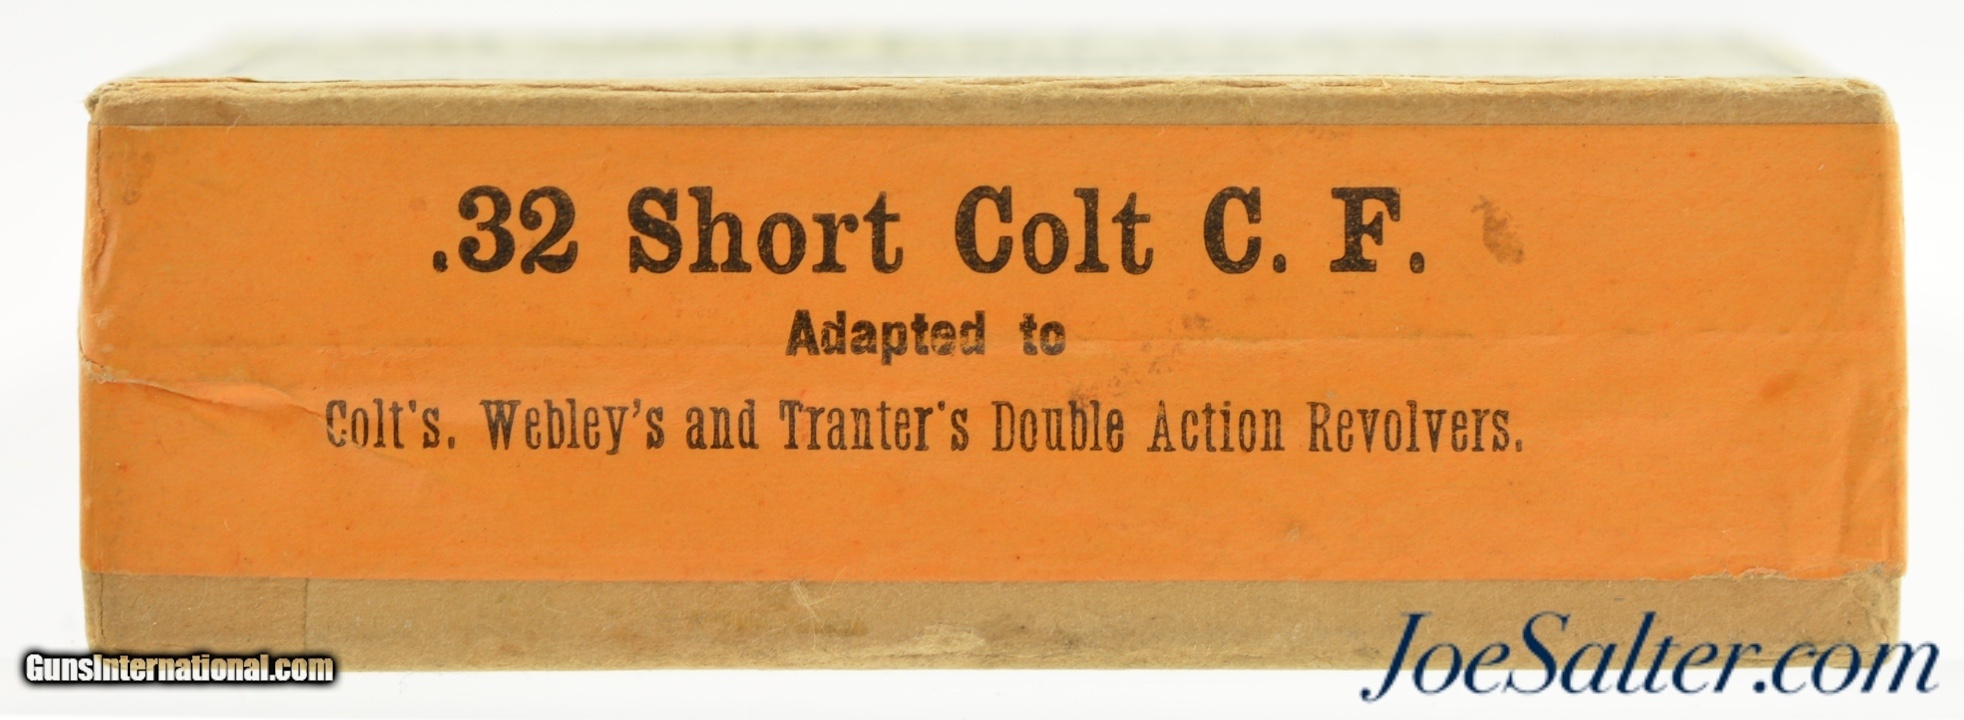 .32 Short Colt C. F.
Adapted to
Colt's. Webley's and Tranter's Double Action Revolvers.
GunsInternational.com
JoeSalter.com